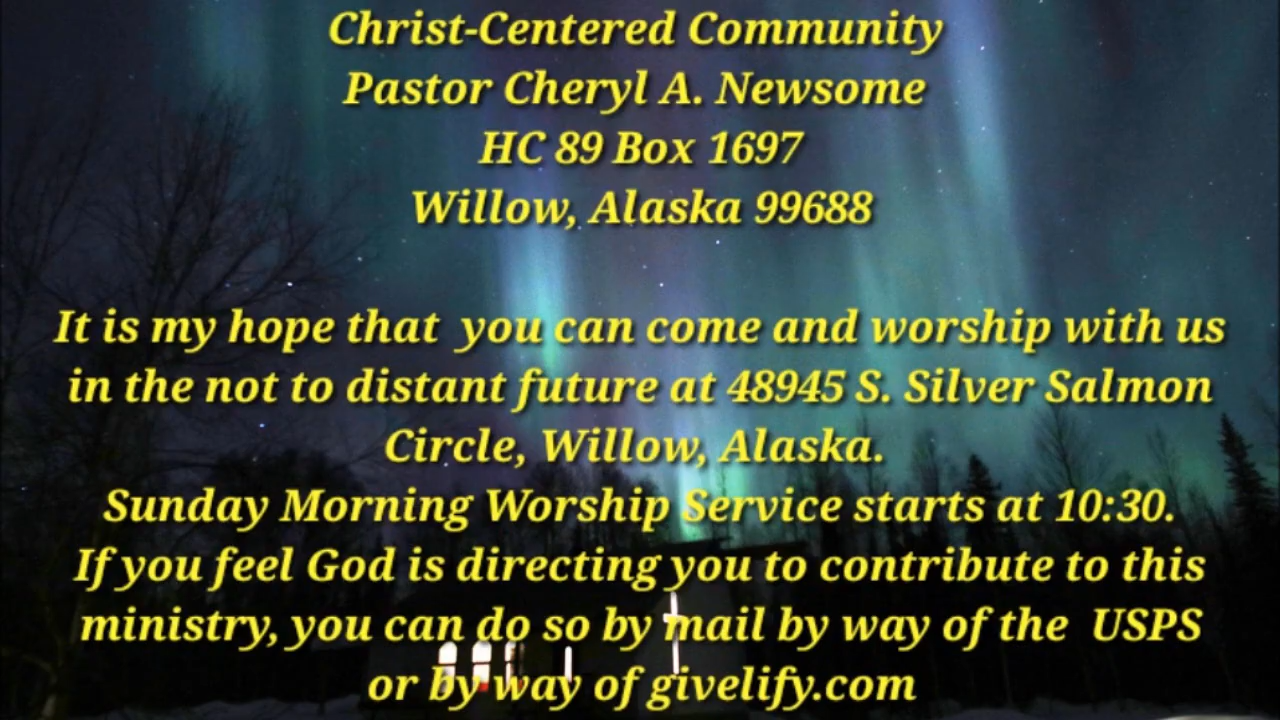 Christ-Centered Community
Pastor Cheryl A. Newsome
HC 89 Box 1697
Willow, Alaska 99688
It is my hope that  you can come and worship with us
in the not to distant future at 48945 S. Silver Salmon
Circle, Willow, Alaska.
Sunday Morning Worship Service starts at 10:30.
If you feel God is directing you to contribute to this
ministry, you can do so by mail by way of the  USPS
or by way of givelify.com